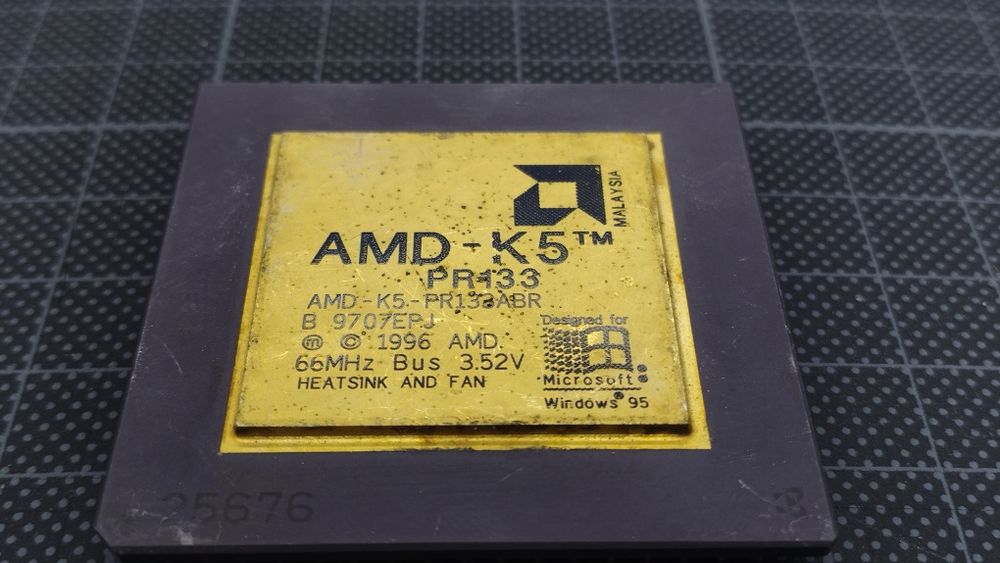 MALAYSIA
AMD-K5™
PR133
AMD-K5-PR133ABR
B 9707EPJ
ⓜ © 1996 AMD
66MHz Bus 3.52V
HEATSINK AND FAN
Designed for
Microsoft®
Windows®95
25676